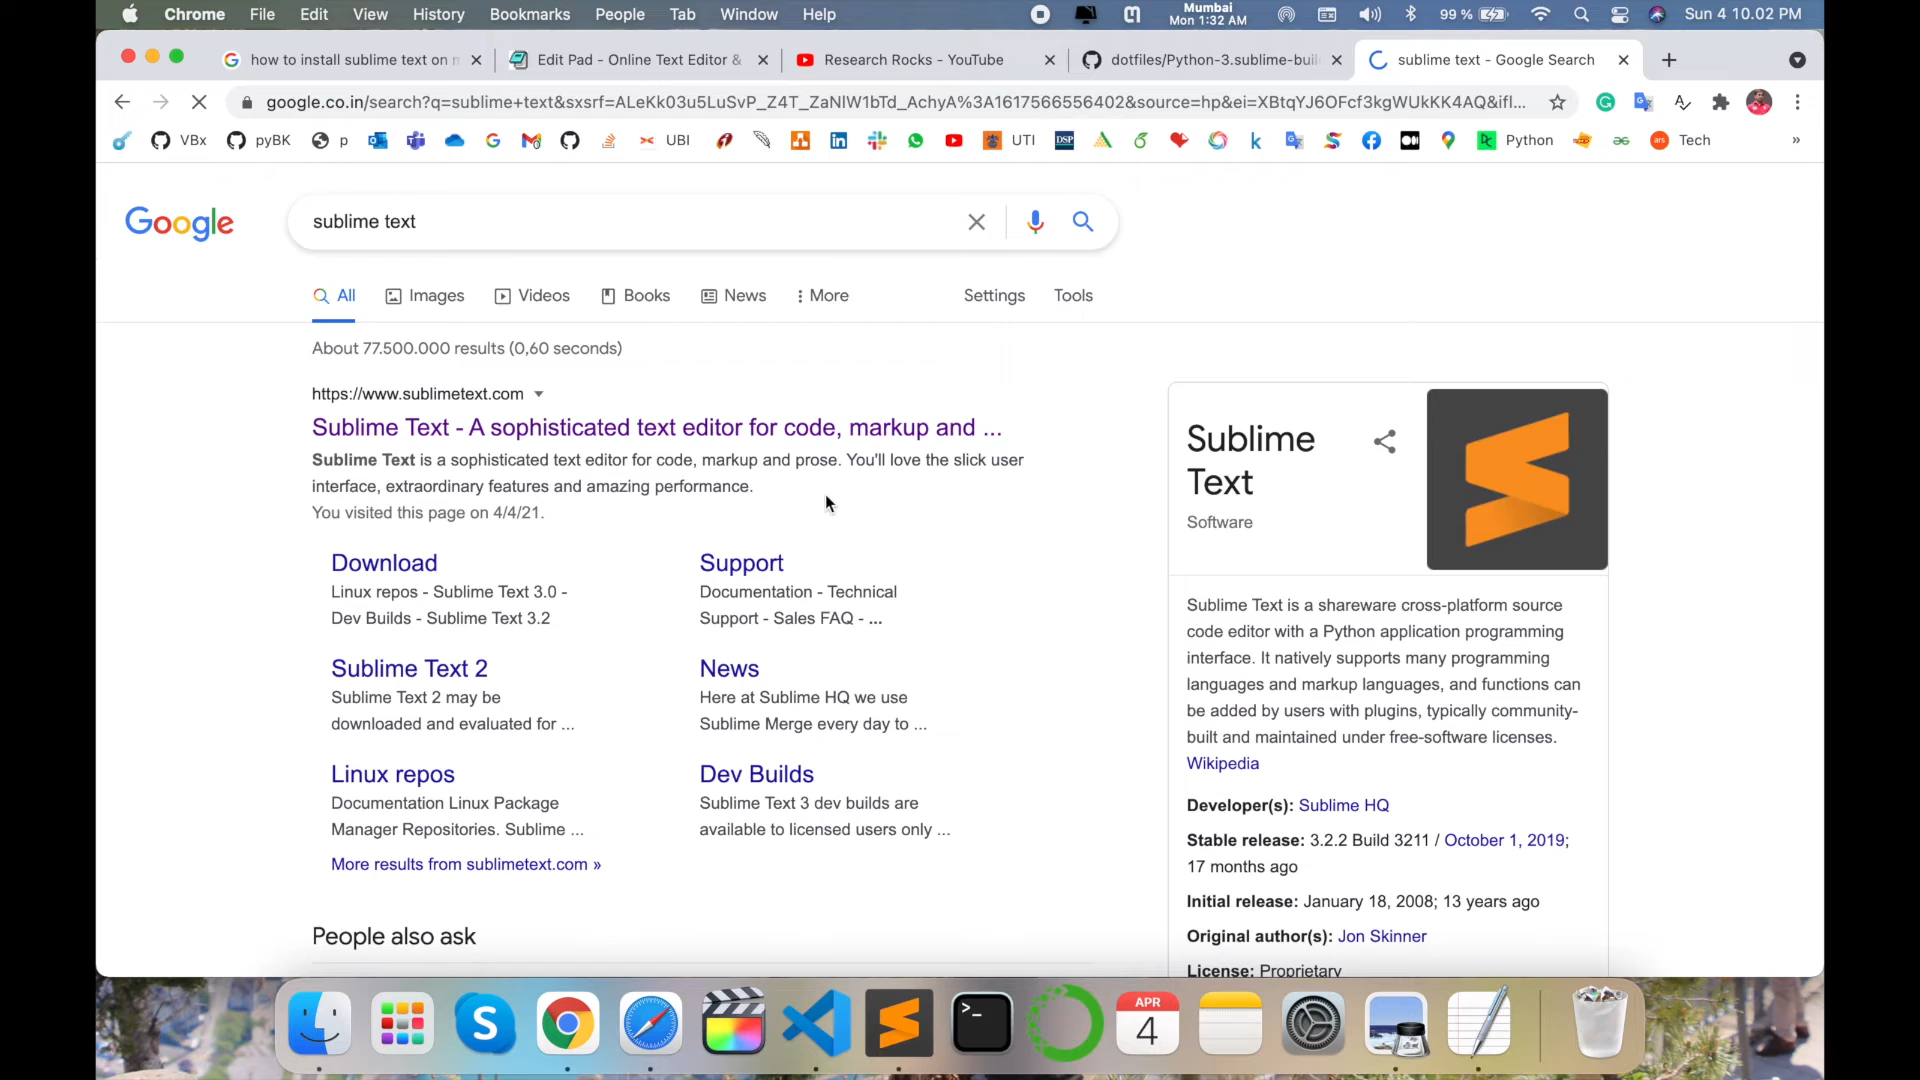 Chrome File Edit View History Bookmarks People Tab Window Help
Mumbai
Mon 1:32 AM
99 %
Sun 4 10.02 PM
how to install sublime text on m
Edit Pad - Online Text Editor &
Research Rocks - YouTube
dotfiles/Python-3.sublime-buil
sublime text - Google Search
google.co.in/search?q=sublime+text&sxsrf=ALeKk03u5LuSvP_Z4T_ZaNlW1bTd_AchyA%3A1617566556402&source=hp&ei=XBtqYJ6OFcf3kgWUkKK4AQ&ifl...
VBx pyBK p UBI UTI DSP Python ars Tech »
Google
sublime text
All Images Videos Books News More Settings Tools
About 77.500.000 results (0,60 seconds)
https://www.sublimetext.com
Sublime Text - A sophisticated text editor for code, markup and ...
Sublime Text is a sophisticated text editor for code, markup and prose. You'll love the slick user
interface, extraordinary features and amazing performance.
You visited this page on 4/4/21.
Download
Linux repos - Sublime Text 3.0 -
Dev Builds - Sublime Text 3.2
Support
Documentation - Technical
Support - Sales FAQ - ...
Sublime Text 2
Sublime Text 2 may be
downloaded and evaluated for ...
News
Here at Sublime HQ we use
Sublime Merge every day to ...
Linux repos
Documentation Linux Package
Manager Repositories. Sublime ...
Dev Builds
Sublime Text 3 dev builds are
available to licensed users only ...
More results from sublimetext.com »
People also ask
Sublime
Text
Software
Sublime Text is a shareware cross-platform source
code editor with a Python application programming
interface. It natively supports many programming
languages and markup languages, and functions can
be added by users with plugins, typically community-
built and maintained under free-software licenses.
Wikipedia
Developer(s): Sublime HQ
Stable release: 3.2.2 Build 3211 / October 1, 2019;
17 months ago
Initial release: January 18, 2008; 13 years ago
Original author(s): Jon Skinner
License: Proprietary
APR
4